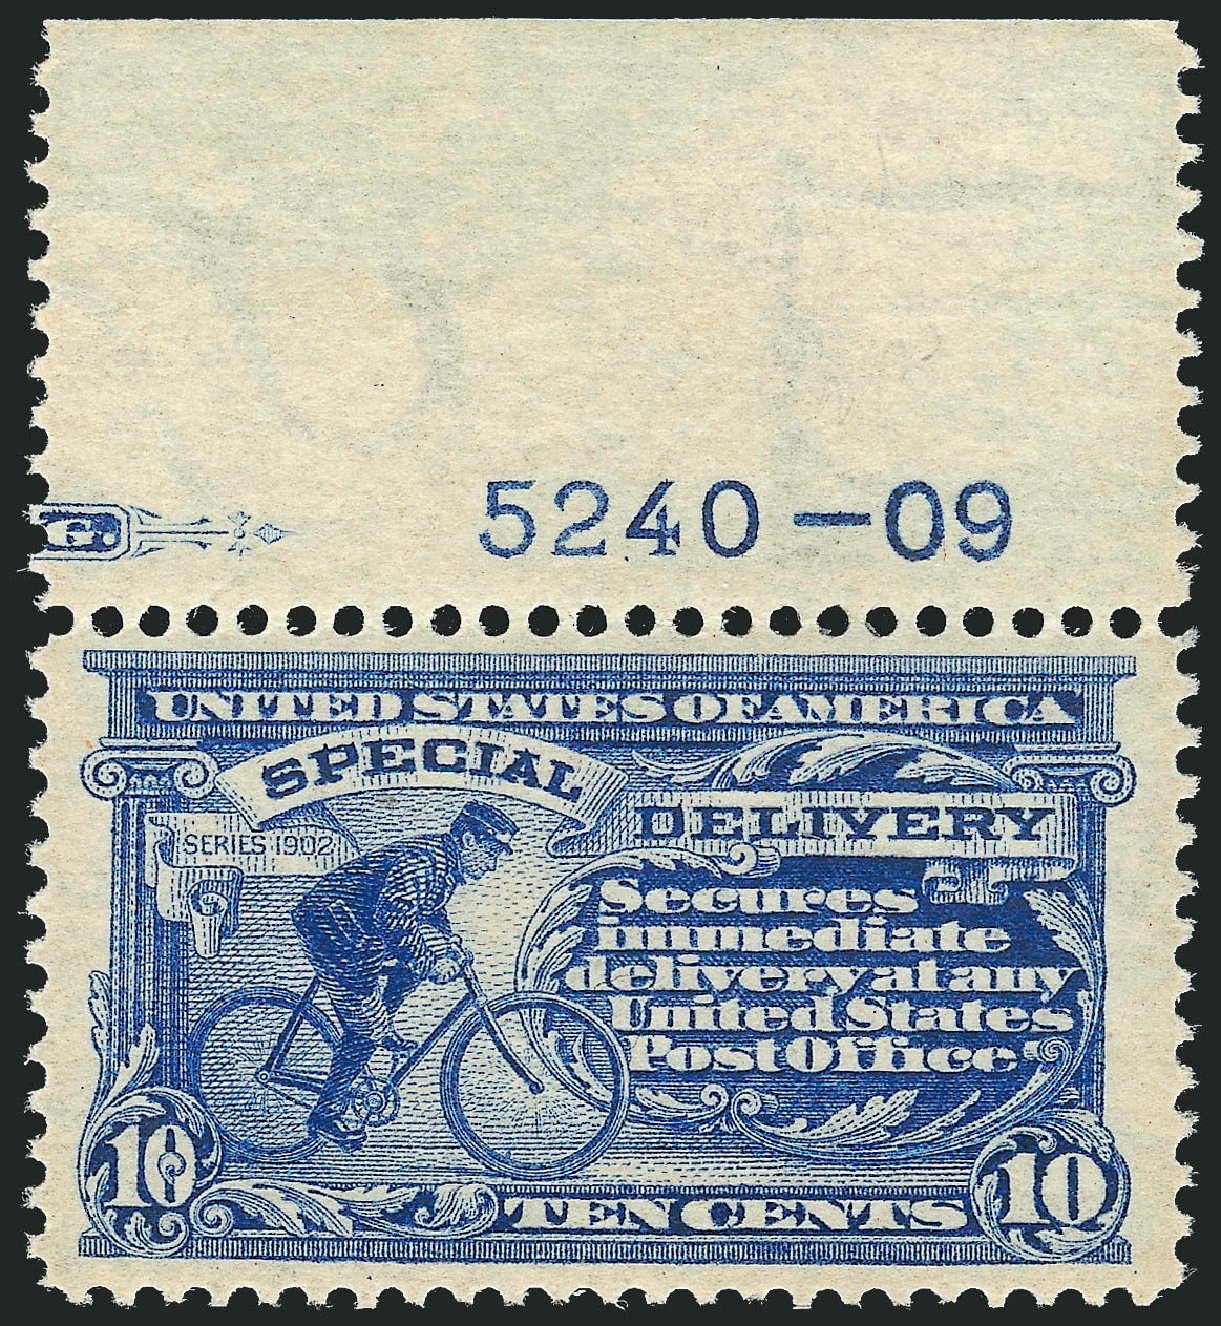 5240-09
UNITED STATES OF AMERICA
SPECIAL
DELIVERY
SERIES 1902
Secures
immediate
delivery at any
United States
Post Office
10
TEN CENTS
10